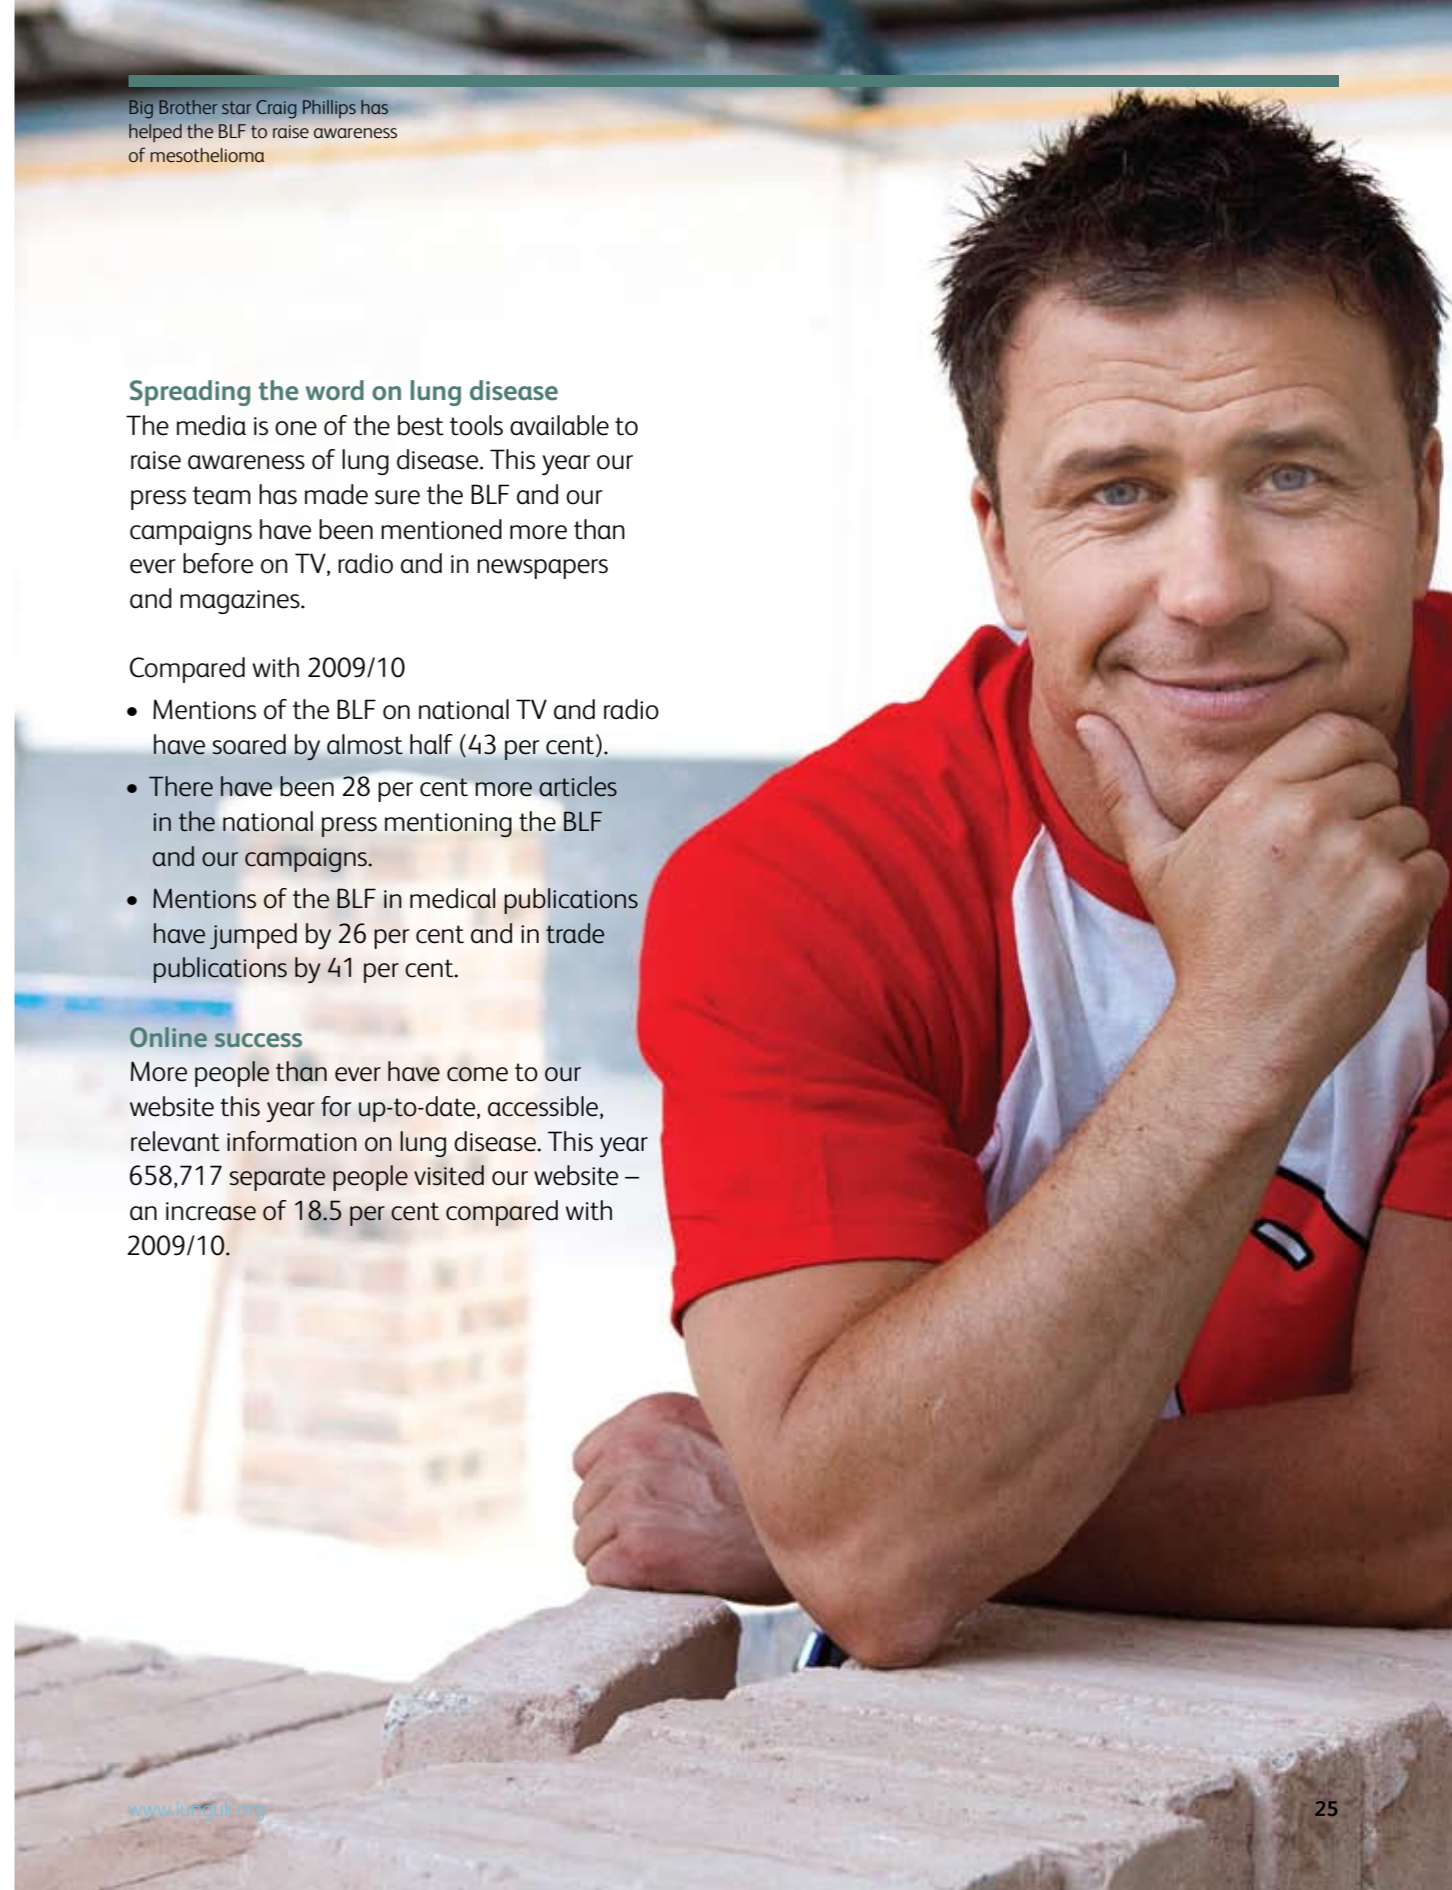 Big Brother star Craig Phillips has
helped the BLF to raise awareness
of mesothelioma
Spreading the word on lung disease
The media is one of the best tools available to
raise awareness of lung disease. This year our
press team has made sure the BLF and our
campaigns have been mentioned more than
ever before on TV, radio and in newspapers
and magazines.
Compared with 2009/10
• Mentions of the BLF on national TV and radio
have soared by almost half (43 per cent).
• There have been 28 per cent more articles
in the national press mentioning the BLF
and our campaigns.
• Mentions of the BLF in medical publications
have jumped by 26 per cent and in trade
publications by 41 per cent.
Online success
More people than ever have come to our
website this year for up-to-date, accessible,
relevant information on lung disease. This year
658,717 separate people visited our website –
an increase of 18.5 per cent compared with
2009/10.
www.lunguk.org
25